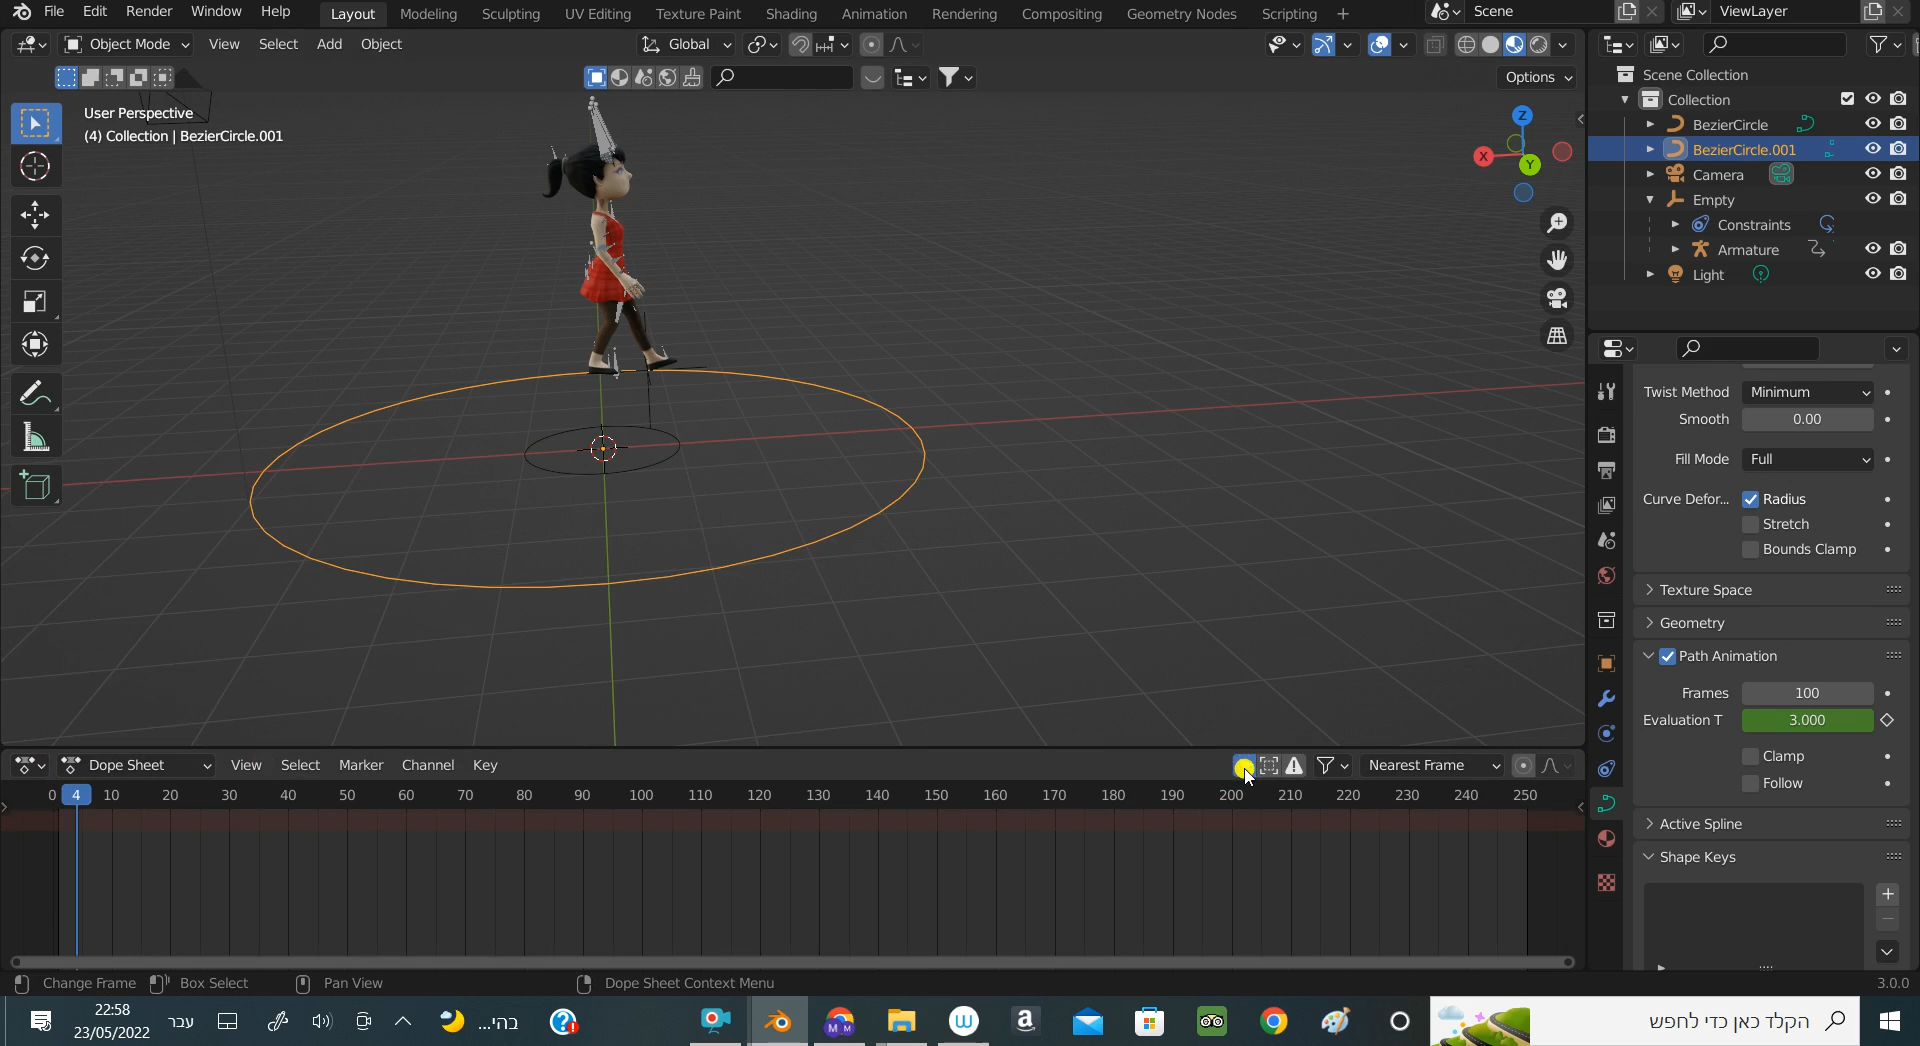 File Edit Render Window Help Layout Modeling Sculpting UV Editing Texture Paint Shading Animation Rendering Compositing Geometry Nodes Scripting + Scene ViewLayer
Object Mode View Select Add Object Global
Options
User Perspective
(4) Collection | BezierCircle.001
Z
X
Y
Scene Collection
Collection
BezierCircle
BezierCircle.001
Camera
Empty
Constraints
Armature
Light
Twist Method Minimum
Smooth 0.00
Fill Mode Full
Curve Defor... Radius
Stretch
Bounds Clamp
Texture Space
Geometry
Path Animation
Frames 100
Evaluation T 3.000
Clamp
Follow
Active Spline
Shape Keys
Dope Sheet View Select Marker Channel Key Nearest Frame
0 4 10 20 30 40 50 60 70 80 90 100 110 120 130 140 150 160 170 180 190 200 210 220 230 240 250
Change Frame Box Select Pan View Dope Sheet Context Menu 3.0.0
22:58
23/05/2022
עבר
בהי...
הקלד כאן כדי לחפש